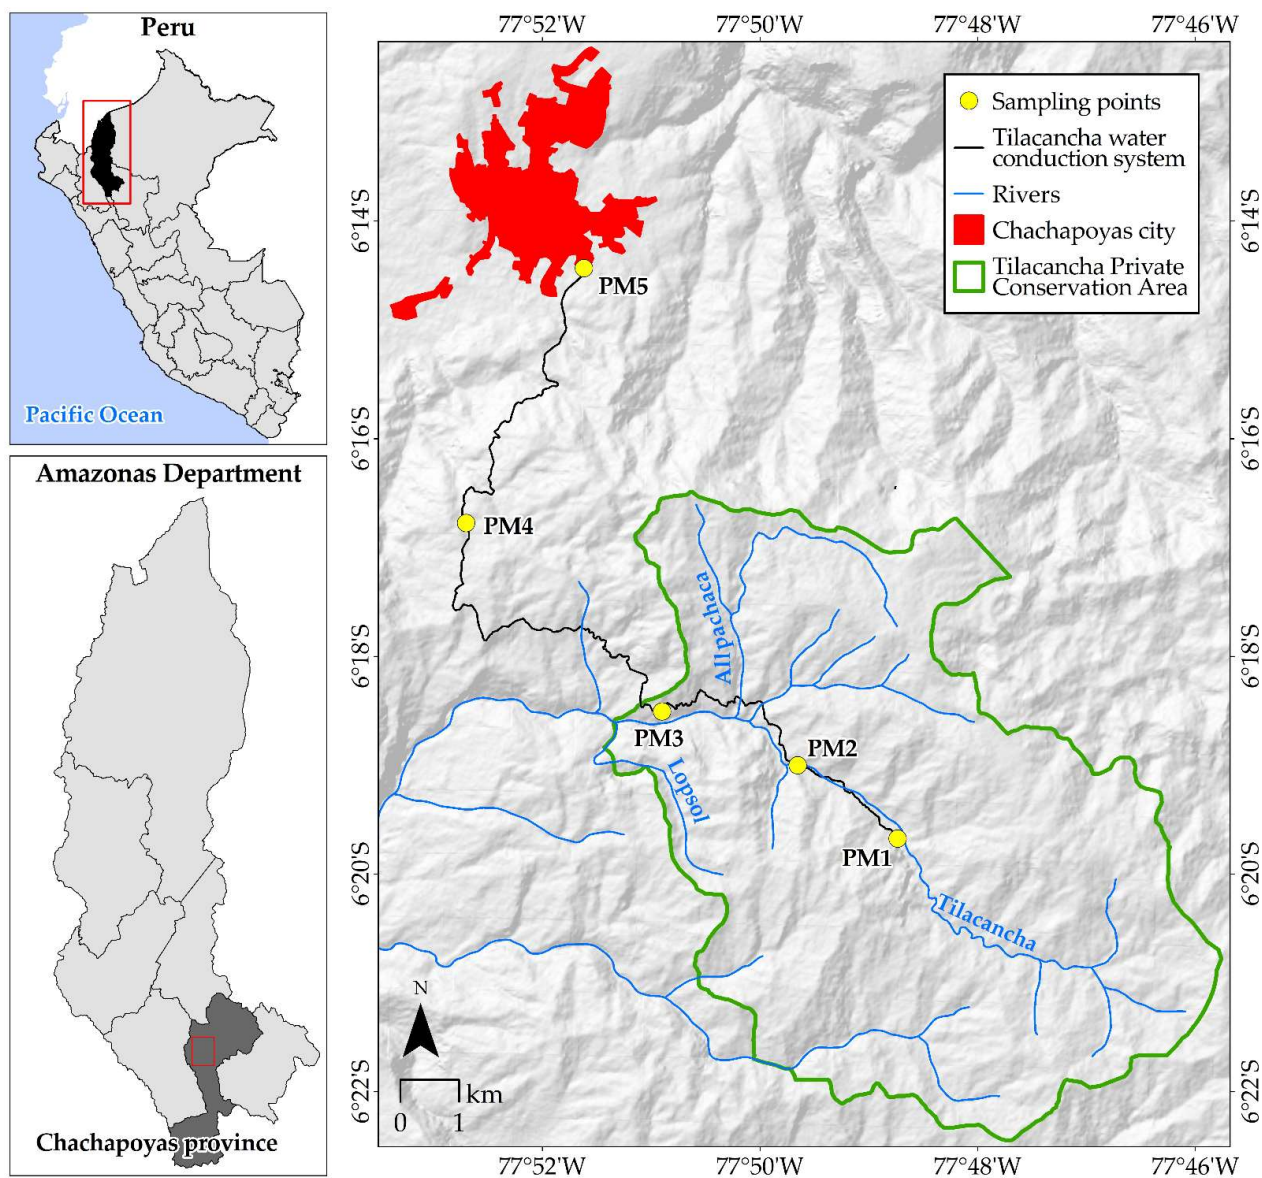 Peru
Pacific Ocean
Amazonas Department
Chachapoyas province
77°52'W
77°50'W
77°48'W
77°46'W
6°14'S
6°16'S
6°18'S
6°20'S
6°22'S
Sampling points
Tilacancha water
conduction system
Rivers
Chachapoyas city
Tilacancha Private
Conservation Area
PM5
PM4
Allpachaca
PM3
PM2
Lopsol
PM1
Tilacancha
N
km
0 1
6°14'S
6°16'S
6°18'S
6°20'S
6°22'S
77°52'W
77°50'W
77°48'W
77°46'W